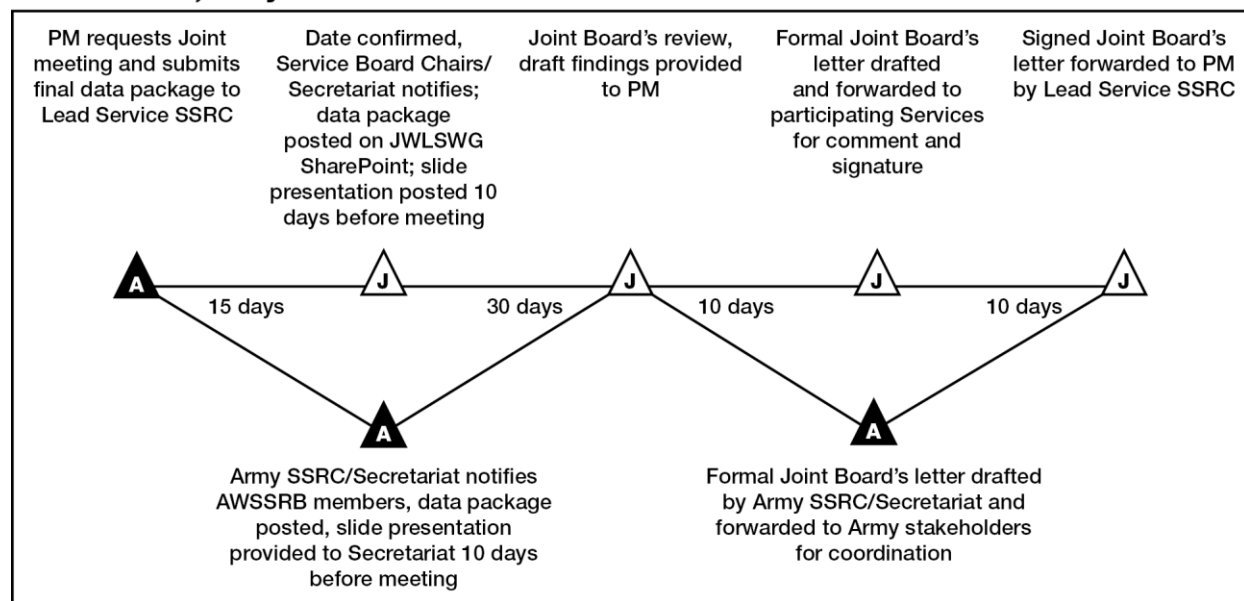 PM requests Joint
meeting and submits
final data package to
Lead Service SSRC
Date confirmed,
Service Board Chairs/
Secretariat notifies;
data package
posted on JWLSWG
SharePoint; slide
presentation posted 10
days before meeting
Joint Board’s review,
draft findings provided
to PM
Formal Joint Board’s
letter drafted
and forwarded to
participating Services
for comment and
signature
Signed Joint Board’s
letter forwarded to PM
by Lead Service SSRC
A
J
J
J
J
15 days
30 days
10 days
10 days
A
A
Army SSRC/Secretariat notifies
AWSSRB members, data package
posted, slide presentation
provided to Secretariat 10 days
before meeting
Formal Joint Board’s letter drafted
by Army SSRC/Secretariat and
forwarded to Army stakeholders
for coordination